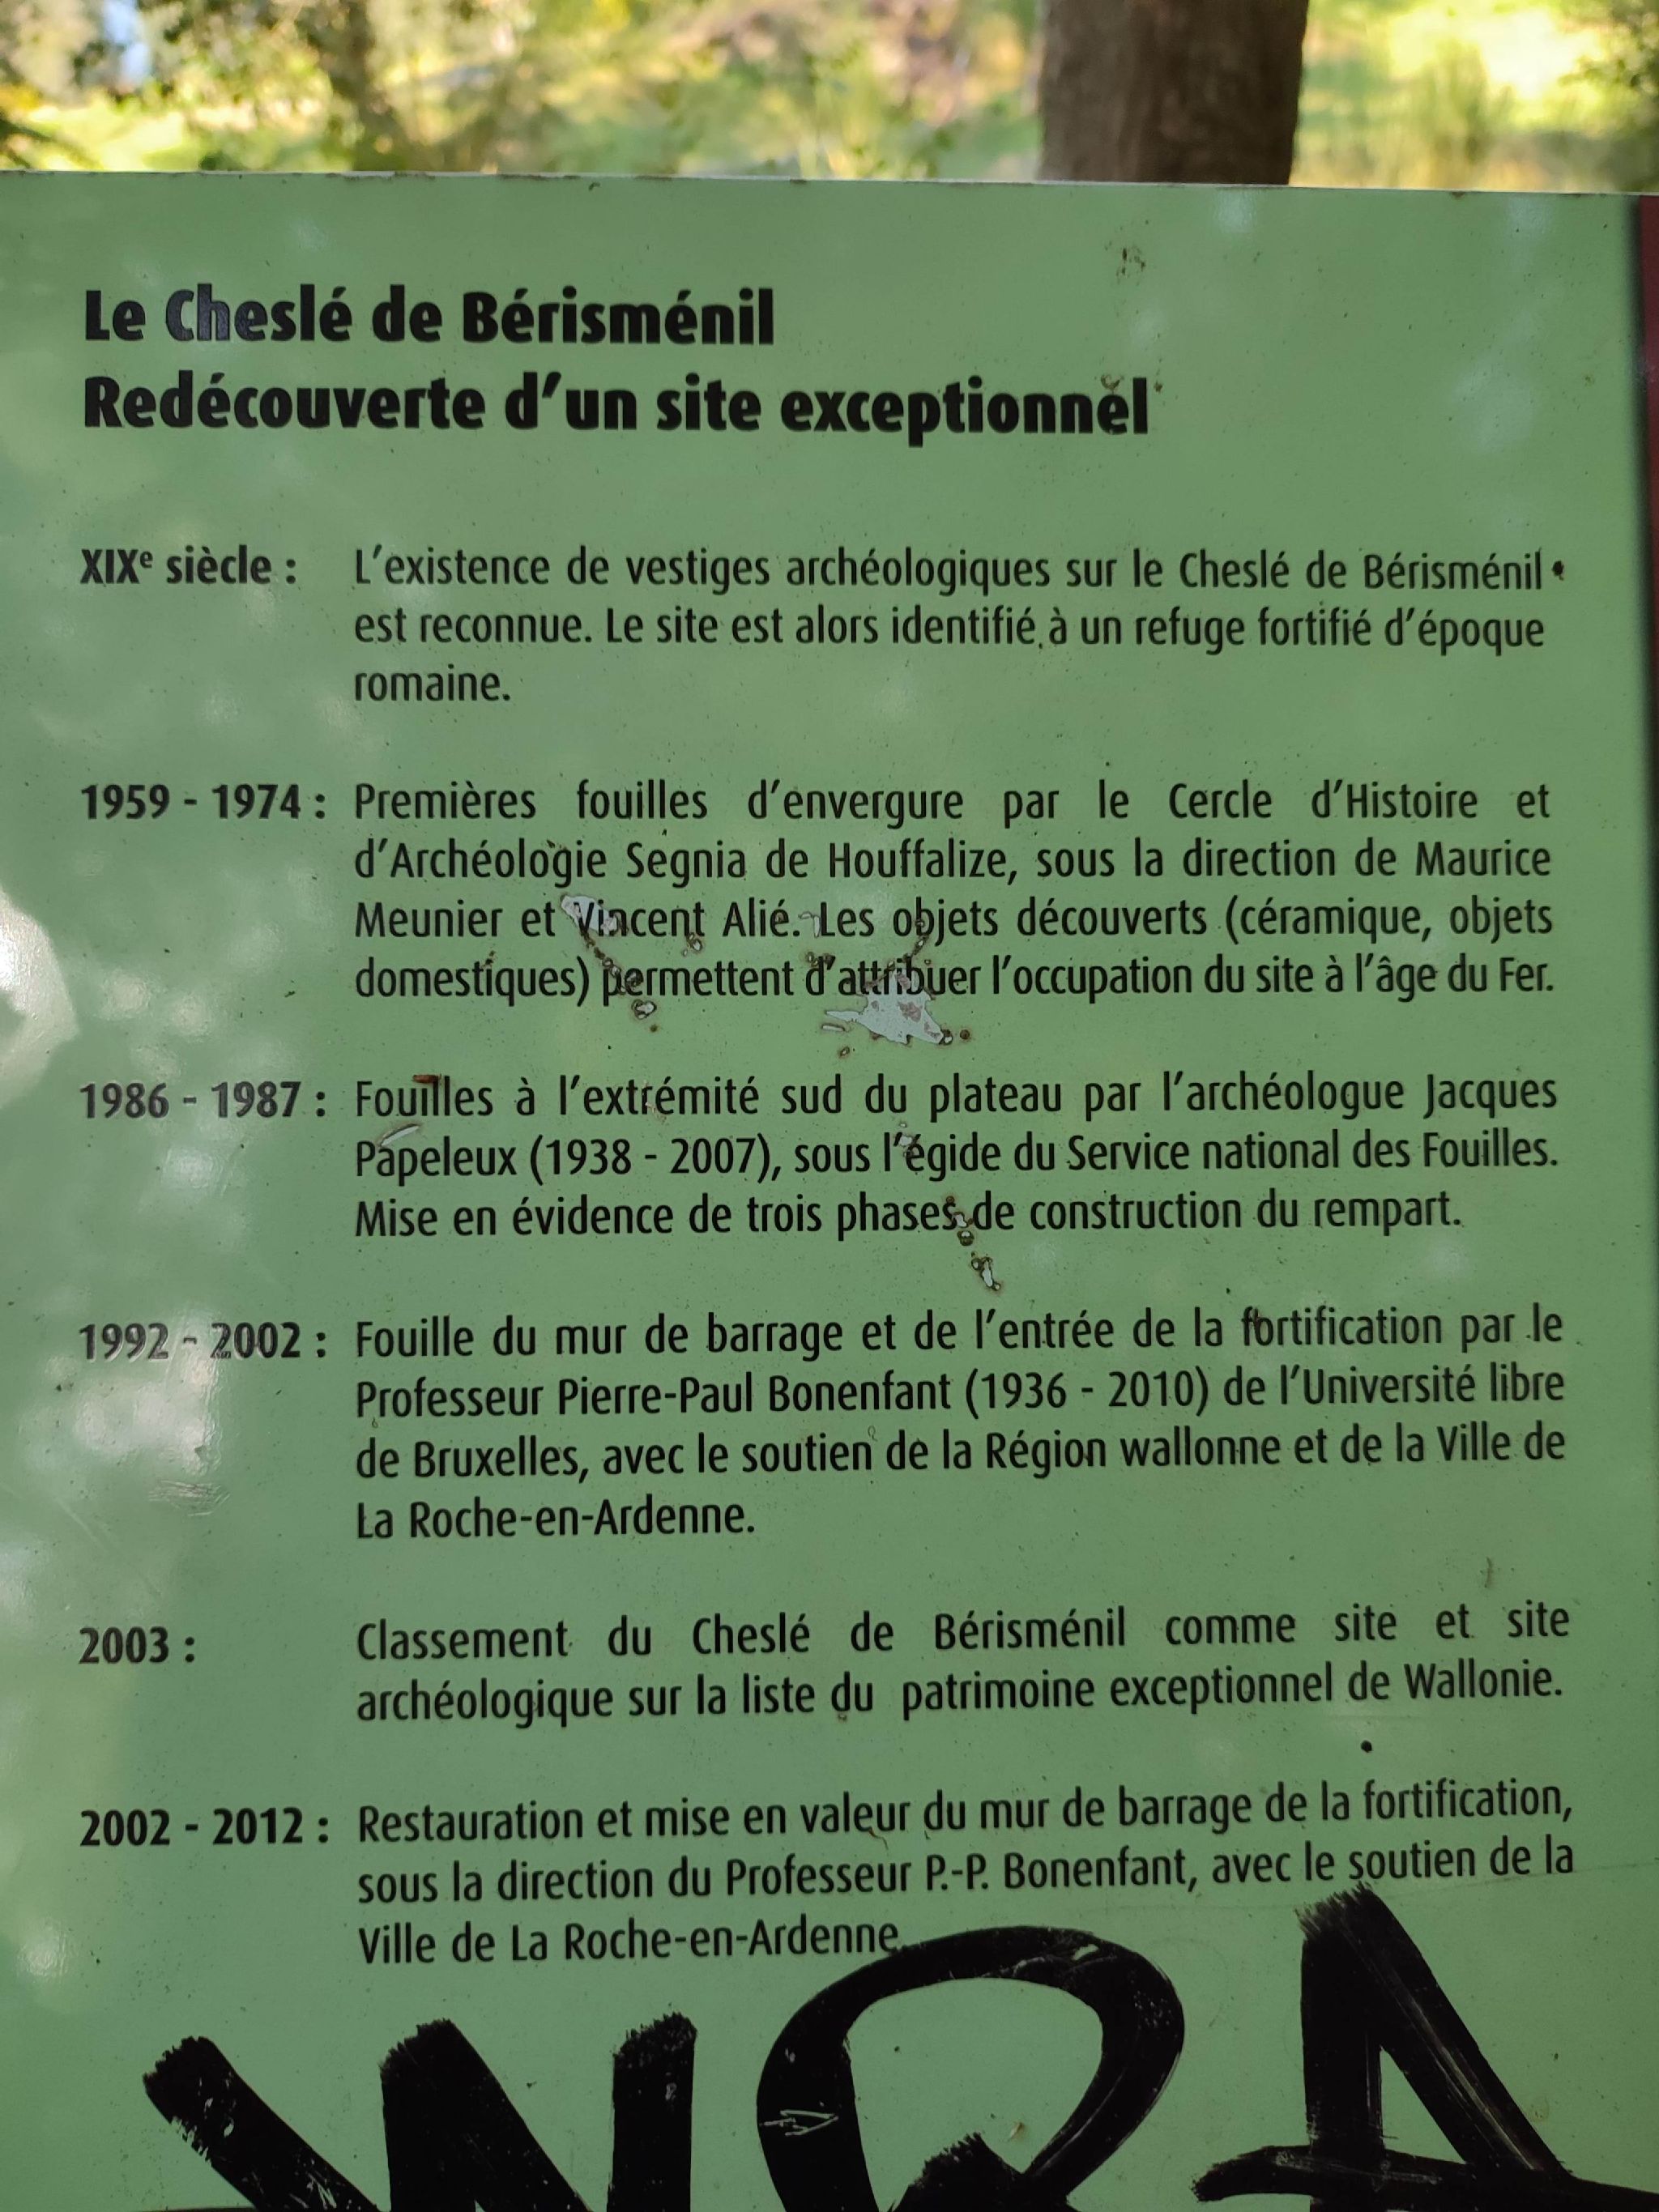 Le Cheslé de Bérisménil
Redécouverte d'un site exceptionnel
XIXe siècle : L'existence de vestiges archéologiques sur le Cheslé de Bérisménil
est reconnue. Le site est alors identifié à un refuge fortifié d'époque
romaine.
1959 - 1974 : Premières fouilles d'envergure par le Cercle d'Histoire et
d'Archéologie Segnia de Houffalize, sous la direction de Maurice
Meunier et Vincent Alié. Les objets découverts (céramique, objets
domestiques) permettent d'attribuer l'occupation du site à l'âge du Fer.
1986 - 1987 : Fouilles à l'extrémité sud du plateau par l'archéologue Jacques
Papeleux (1938 - 2007), sous l'égide du Service national des Fouilles.
Mise en évidence de trois phases de construction du rempart.
1992 - 2002 : Fouille du mur de barrage et de l'entrée de la fortification par le
Professeur Pierre-Paul Bonenfant (1936 - 2010) de l'Université libre
de Bruxelles, avec le soutien de la Région wallonne et de la Ville de
La Roche-en-Ardenne.
2003 : Classement du Cheslé de Bérisménil comme site et site
archéologique sur la liste du patrimoine exceptionnel de Wallonie.
2002 - 2012 : Restauration et mise en valeur du mur de barrage de la fortification,
sous la direction du Professeur P.-P. Bonenfant, avec le soutien de la
Ville de La Roche-en-Ardenne.